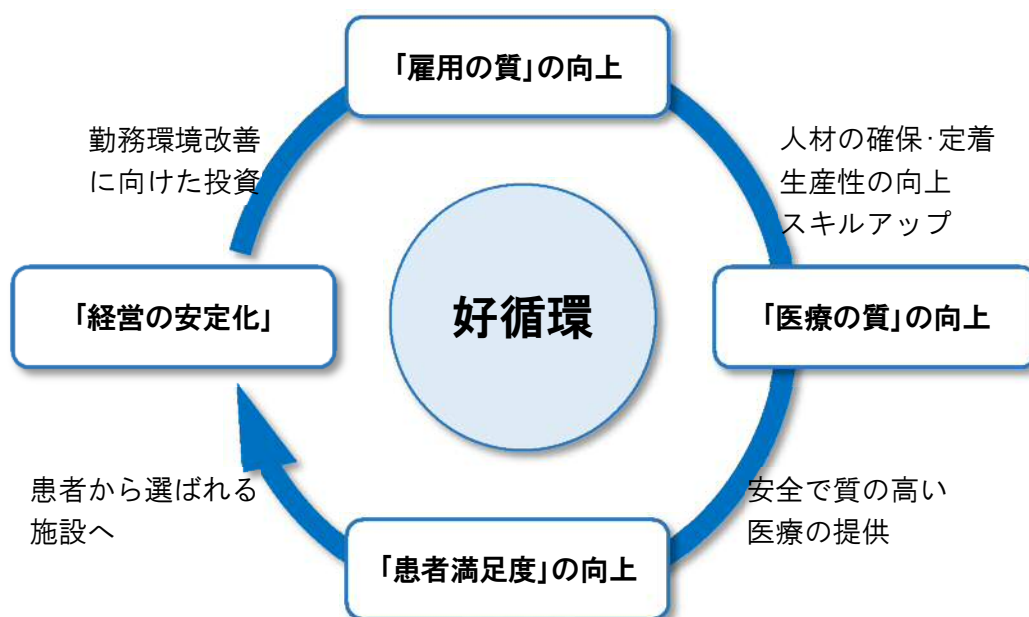 「雇用の質」の向上
勤務環境改善
に向けた投資
人材の確保·定着
生産性の向上
スキルアップ
「経営の安定化」
好循環
「医療の質」の向上
患者から選ばれる
施設へ
安全で質の高い
医療の提供
「患者満足度」の向上